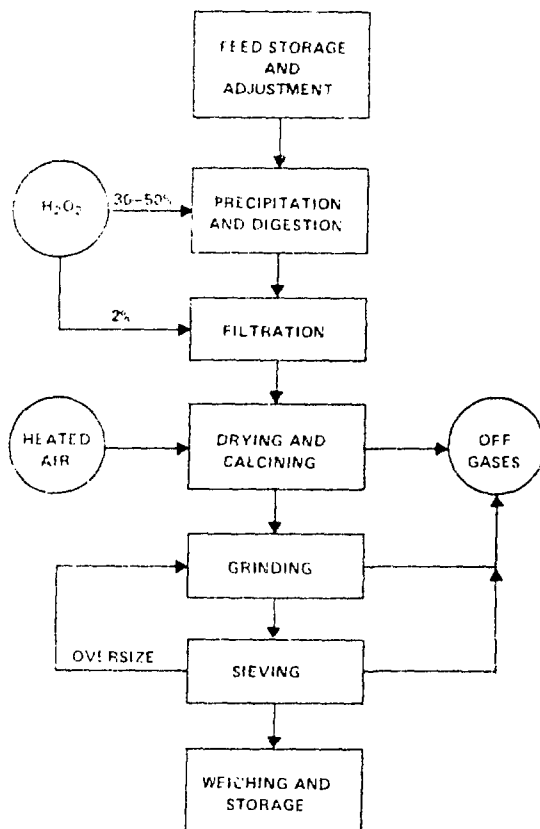 FEED STORAGE
AND
ADJUSTMENT
H₂O₂
30-50%
PRECIPITATION
AND DIGESTION
2%
FILTRATION
HEATED
AIR
DRYING AND
CALCINING
OFF
GASES
GRINDING
OVERSIZE
SIEVING
WEIGHING AND
STORAGE